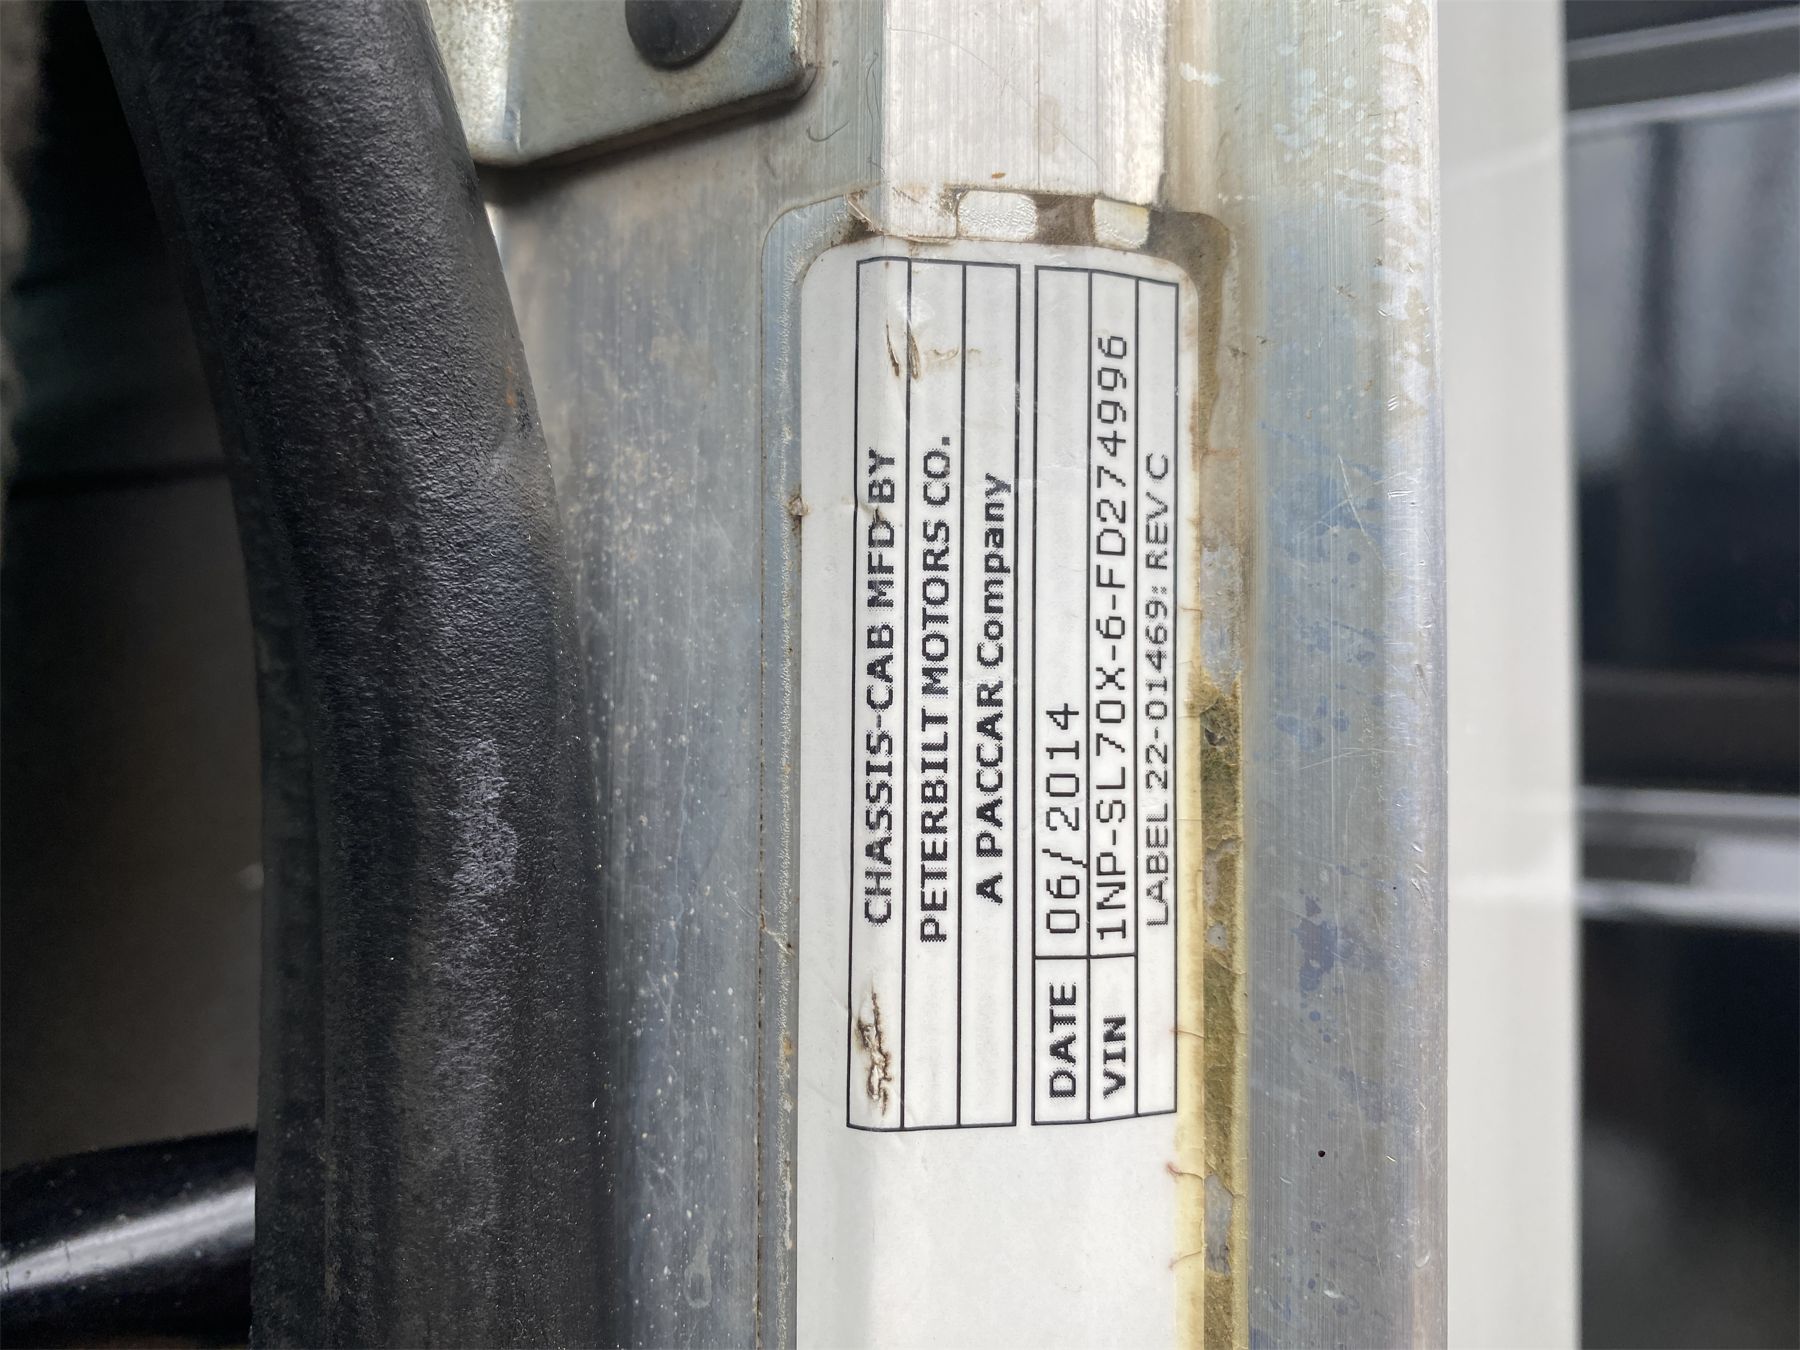 CHASSIS-CAB MFD BY
PETERBILT MOTORS CO.
A PACCAR Company
DATE 06/2014
VIN 1NP-SL70X-6-FD274996
LABEL 22-01469: REV C